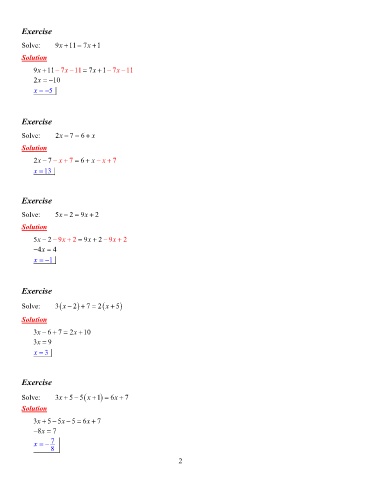 Exercise
Solve: 9x + 11 = 7x + 1
Solution
9x + 11 − 7x − 11 = 7x + 1 − 7x − 11
2x = −10
x = −5
Exercise
Solve: 2x − 7 = 6 + x
Solution
2x − 7 − x + 7 = 6 + x − x + 7
x = 13
Exercise
Solve: 5x − 2 = 9x + 2
Solution
5x − 2 − 9x + 2 = 9x + 2 − 9x + 2
−4x = 4
x = −1
Exercise
Solve: 3(x − 2) + 7 = 2(x + 5)
Solution
3x − 6 + 7 = 2x + 10
3x = 9
x = 3
Exercise
Solve: 3x + 5 − 5(x + 1) = 6x + 7
Solution
3x + 5 − 5x − 5 = 6x + 7
−8x = 7
x = −7/8
2